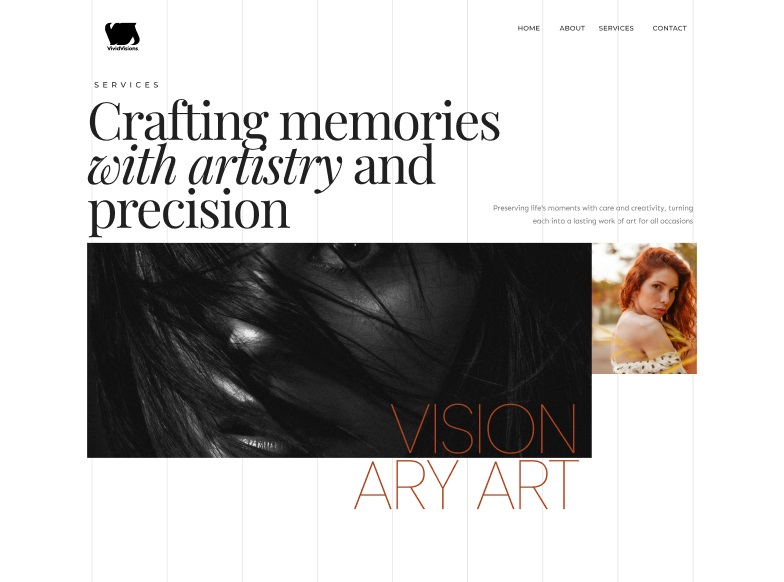 VividVisions
HOME ABOUT SERVICES CONTACT
SERVICES
Crafting memories
with artistry and
precision
Preserving life's moments with care and creativity, turning
each into a lasting work of art for all occasions
VISION
ARY ART